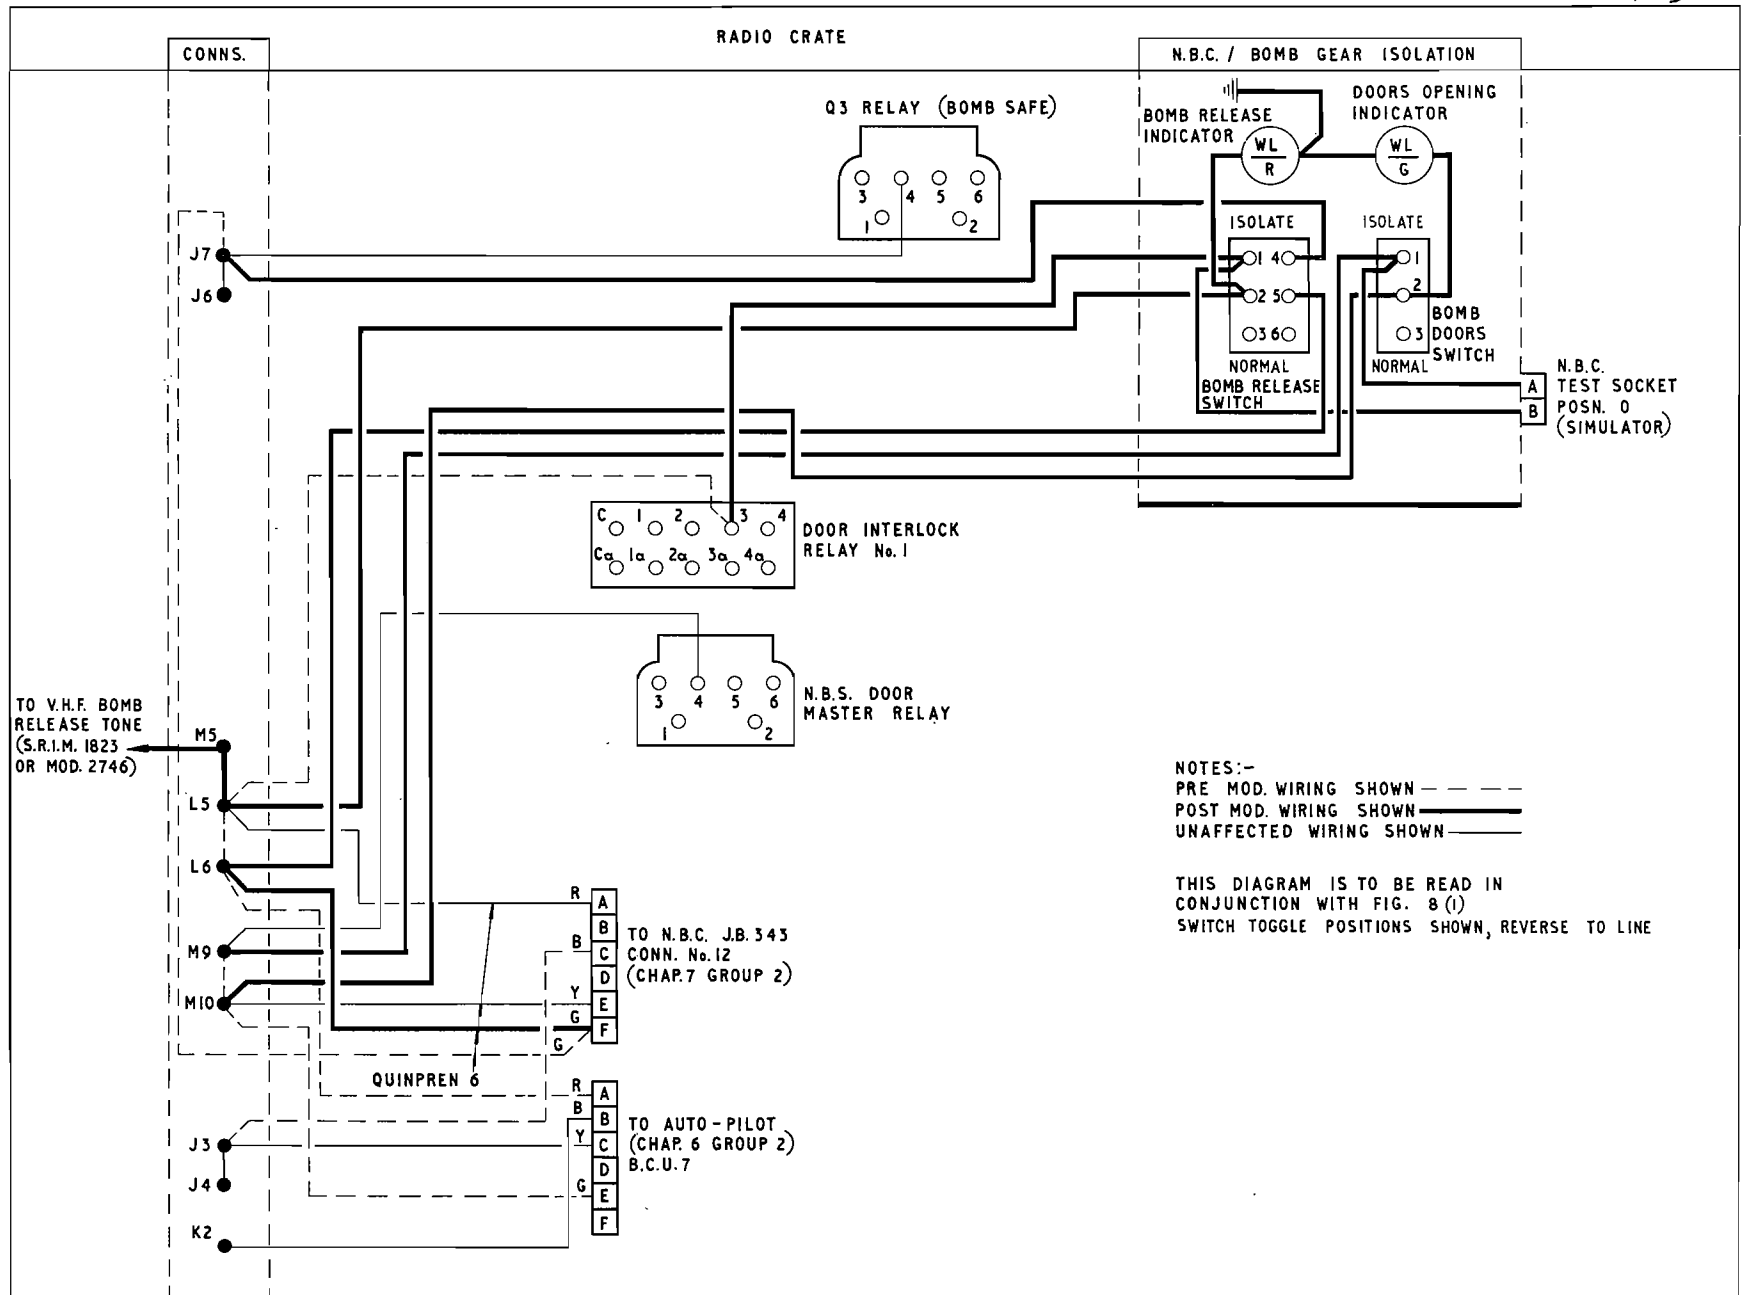 RADIO CRATE
CONNS.
N.B.C. / BOMB GEAR ISOLATION
Q3 RELAY (BOMB SAFE)
3 4 5 6
1 2
BOMB RELEASE
INDICATOR
DOORS OPENING
INDICATOR
WL
R
WL
G
ISOLATE
ISOLATE
1 4
2 5
3 6
1
2
3
NORMAL
BOMB RELEASE
SWITCH
NORMAL
BOMB
DOORS
SWITCH
A
B
N.B.C.
TEST SOCKET
POSN. O
(SIMULATOR)
J7
J6
C 1 2 3 4
Ca 1a 2a 3a 4a
DOOR INTERLOCK
RELAY No. 1
3 4 5 6
1 2
N.B.S. DOOR
MASTER RELAY
TO V.H.F. BOMB
RELEASE TONE
(S.R.I.M. 1823
OR MOD. 2746)
M5
L5
L6
M9
M10
J3
J4
K2
R
B
Y
G
G
A
B
C
D
E
F
TO N.B.C. J.B. 343
CONN. No. 12
(CHAP. 7 GROUP 2)
QUINPREN 6
R
B
Y
G
A
B
C
D
E
F
TO AUTO-PILOT
(CHAP. 6 GROUP 2)
B.C.U. 7
NOTES:-
PRE MOD. WIRING SHOWN
POST MOD. WIRING SHOWN
UNAFFECTED WIRING SHOWN
THIS DIAGRAM IS TO BE READ IN
CONJUNCTION WITH FIG. 8 (1)
SWITCH TOGGLE POSITIONS SHOWN, REVERSE TO LINE